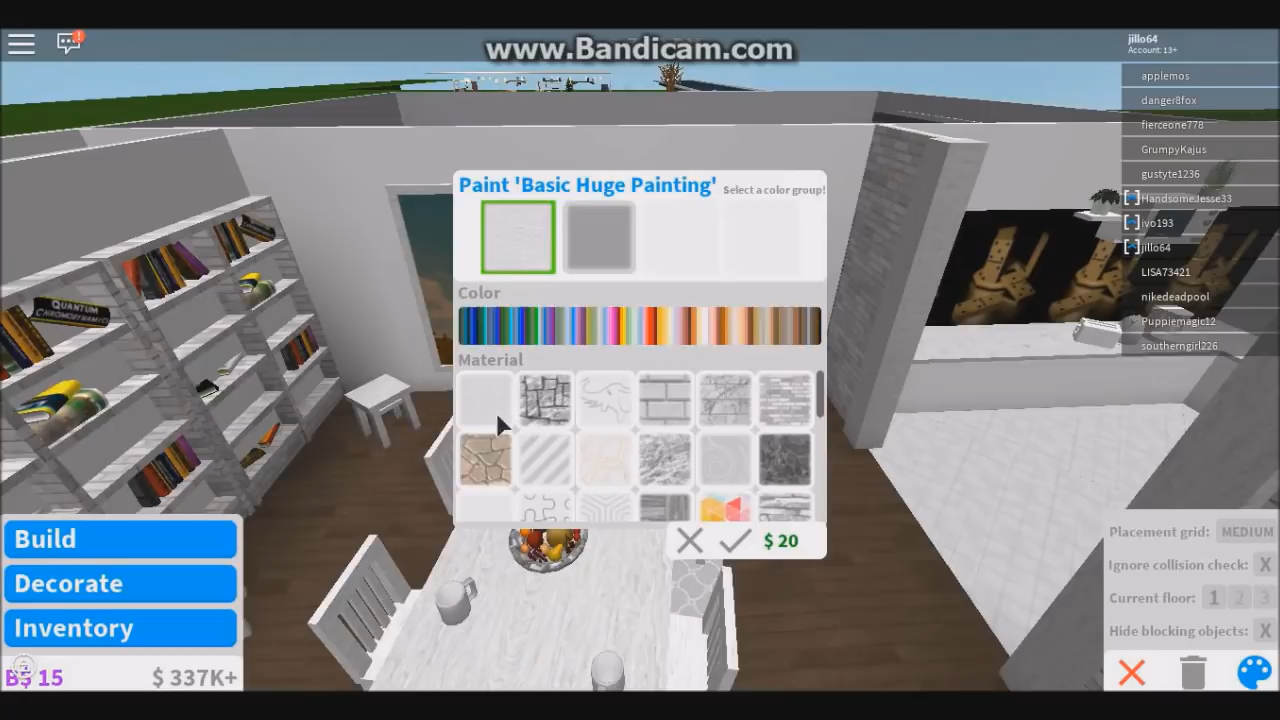 www.Bandicam.com
jillo64
Account: 13+
applemos
danger8fox
fierceone778
GrumpyKajus
gustyte1236
HandsomeJesse33
ivo193
jillo64
LISA73421
nikedeadpool
Puppiemagic12
southerngirl226
Paint 'Basic Huge Painting'
Select a color group!
Color
Material
$ 20
QUANTUM
Build
Decorate
Inventory
B$ 15
$ 337K+
Placement grid: MEDIUM
Ignore collision check: X
Current floor: 1 2 3
Hide blocking objects: X